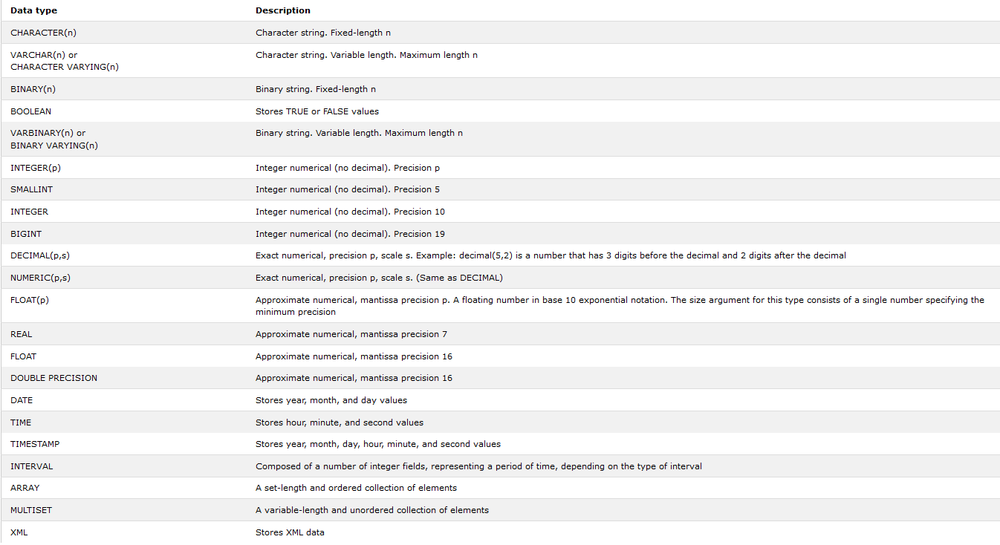 Data type Description
CHARACTER(n) Character string. Fixed-length n
VARCHAR(n) or Character string. Variable length. Maximum length n
CHARACTER VARYING(n)
BINARY(n) Binary string. Fixed-length n
BOOLEAN Stores TRUE or FALSE values
VARBINARY(n) or Binary string. Variable length. Maximum length n
BINARY VARYING(n)
INTEGER(p) Integer numerical (no decimal). Precision p
SMALLINT Integer numerical (no decimal). Precision 5
INTEGER Integer numerical (no decimal). Precision 10
BIGINT Integer numerical (no decimal). Precision 19
DECIMAL(p,s) Exact numerical, precision p, scale s. Example: decimal(5,2) is a number that has 3 digits before the decimal and 2 digits after the decimal
NUMERIC(p,s) Exact numerical, precision p, scale s. (Same as DECIMAL)
FLOAT(p) Approximate numerical, mantissa precision p. A floating number in base 10 exponential notation. The size argument for this type consists of a single number specifying the
minimum precision
REAL Approximate numerical, mantissa precision 7
FLOAT Approximate numerical, mantissa precision 16
DOUBLE PRECISION Approximate numerical, mantissa precision 16
DATE Stores year, month, and day values
TIME Stores hour, minute, and second values
TIMESTAMP Stores year, month, day, hour, minute, and second values
INTERVAL Composed of a number of integer fields, representing a period of time, depending on the type of interval
ARRAY A set-length and ordered collection of elements
MULTISET A variable-length and unordered collection of elements
XML Stores XML data